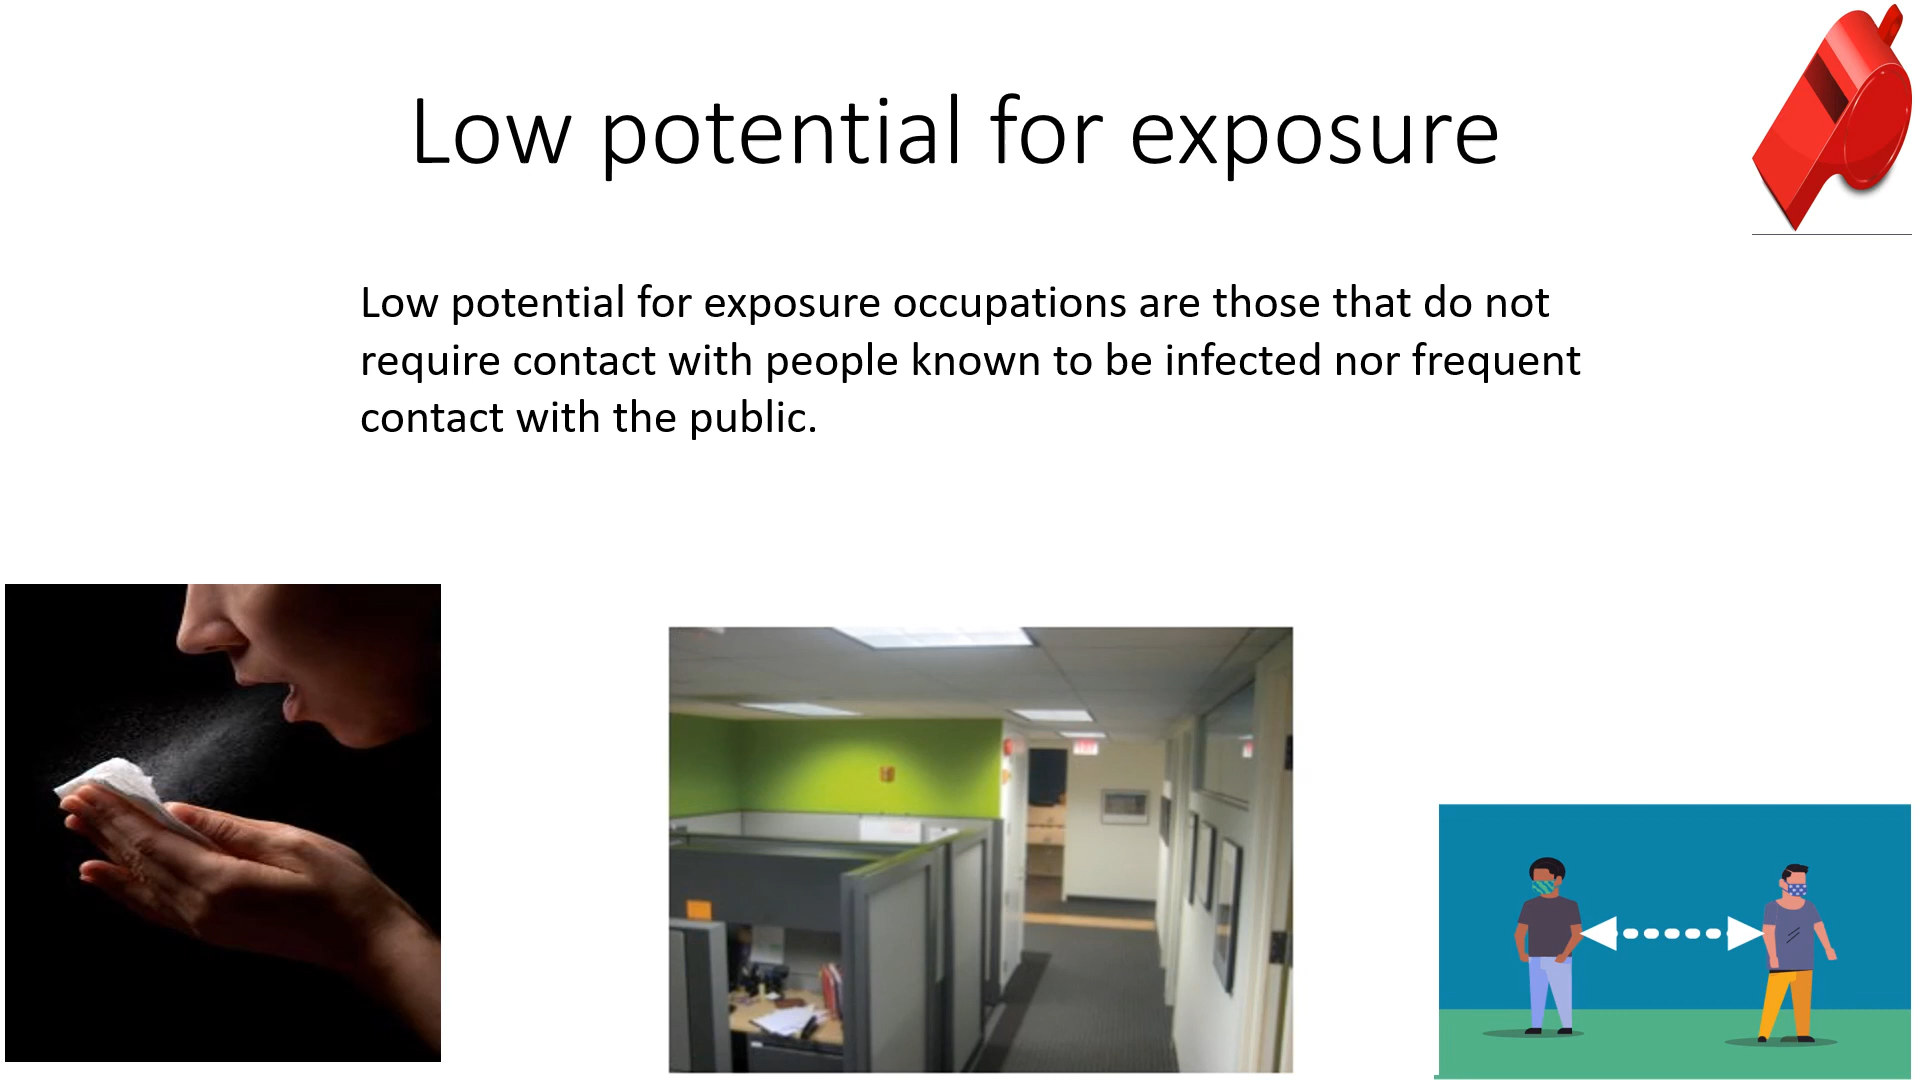 Low potential for exposure
Low potential for exposure occupations are those that do not
require contact with people known to be infected nor frequent
contact with the public.